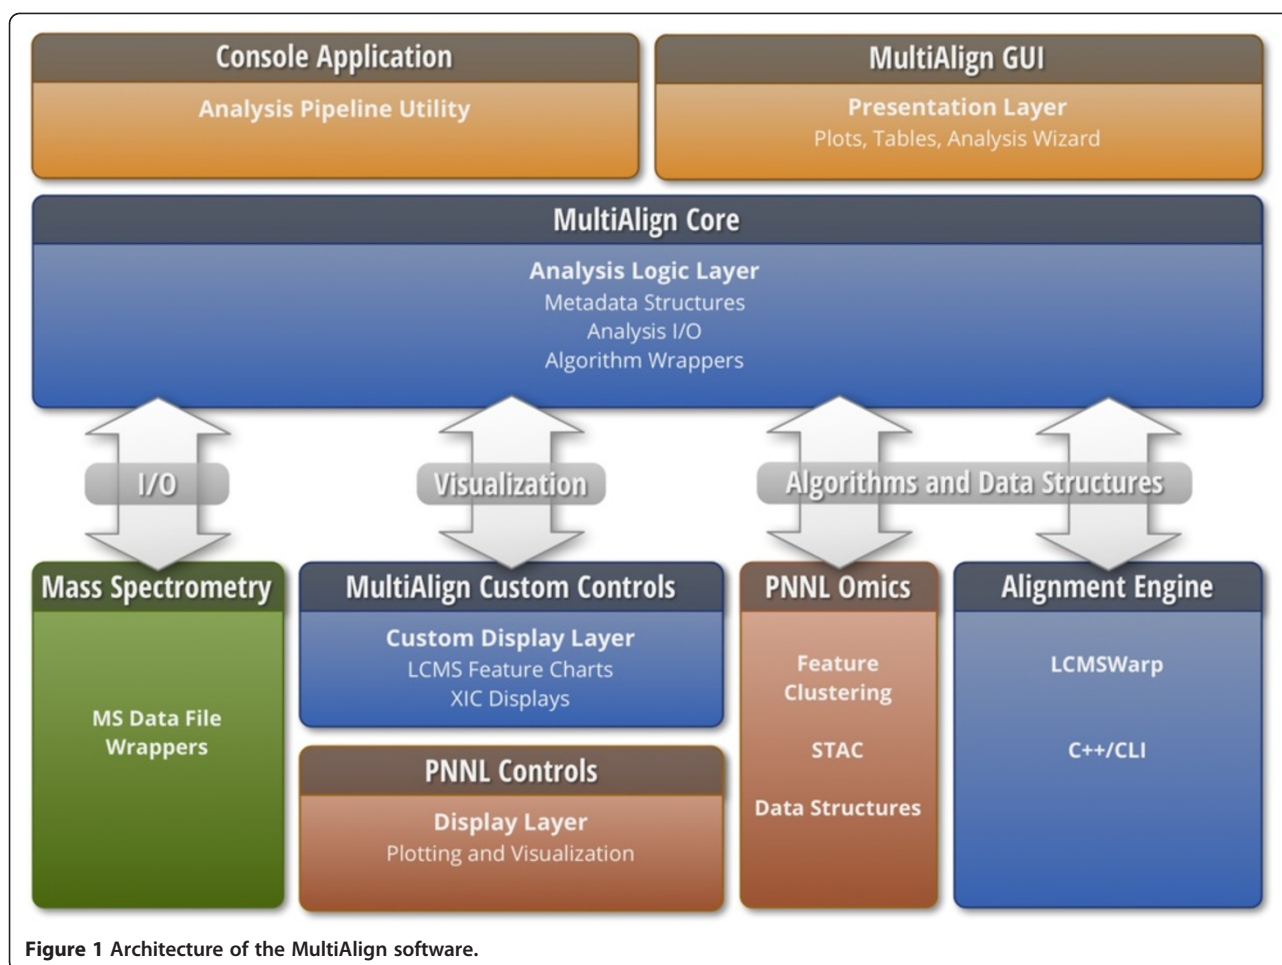 Console Application
Analysis Pipeline Utility
MultiAlign GUI
Presentation Layer
Plots, Tables, Analysis Wizard
MultiAlign Core
Analysis Logic Layer
Metadata Structures
Analysis I/O
Algorithm Wrappers
I/O
Visualization
Algorithms and Data Structures
Mass Spectrometry
MS Data File
Wrappers
MultiAlign Custom Controls
Custom Display Layer
LCMS Feature Charts
XIC Displays
PNNL Controls
Display Layer
Plotting and Visualization
PNNL Omics
Feature
Clustering
STAC
Data Structures
Alignment Engine
LCMSWarp
C++/CLI
Figure 1 Architecture of the MultiAlign software.